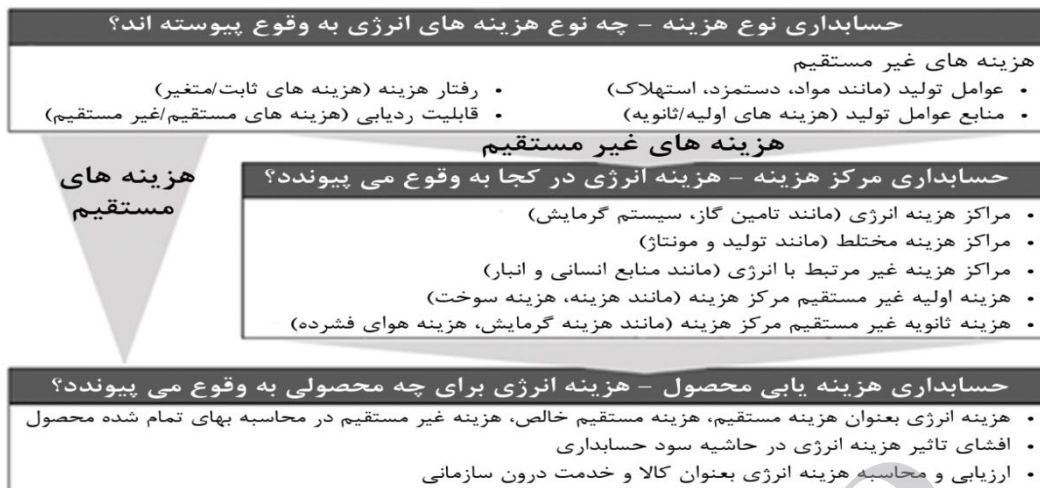 حسابداری نوع هزینه – چه نوع هزینه های انرژی به وقوع پیوسته اند؟
هزینه های غیر مستقیم
• عوامل تولید (مانند مواد، دستمزد، استهلاک)
• منابع عوامل تولید (هزینه های اولیه/ثانویه)
• رفتار هزینه (هزینه های ثابت/متغیر)
• قابلیت ردیابی (هزینه های مستقیم/غیر مستقیم)
هزینه های غیر مستقیم
هزینه های
مستقیم
حسابداری مرکز هزینه – هزینه انرژی در کجا به وقوع می پیوندد؟
• مراکز هزینه انرژی (مانند تامین گاز، سیستم گرمایش)
• مراکز هزینه مختلط (مانند تولید و مونتاژ)
• مراکز هزینه غیر مرتبط با انرژی (مانند منابع انسانی و انبار)
• هزینه اولیه غیر مستقیم مرکز هزینه (مانند هزینه، هزینه سوخت)
• هزینه ثانویه غیر مستقیم مرکز هزینه (مانند هزینه گرمایش، هزینه هوای فشرده)
حسابداری هزینه یابی محصول – هزینه انرژی برای چه محصولی به وقوع می پیوندد؟
• هزینه انرژی بعنوان هزینه مستقیم، هزینه مستقیم خالص، هزینه غیر مستقیم در محاسبه بهای تمام شده محصول
• افشای تاثیر هزینه انرژی در حاشیه سود حسابداری
• ارزیابی و محاسبه هزینه انرژی بعنوان کالا و خدمت درون سازمانی